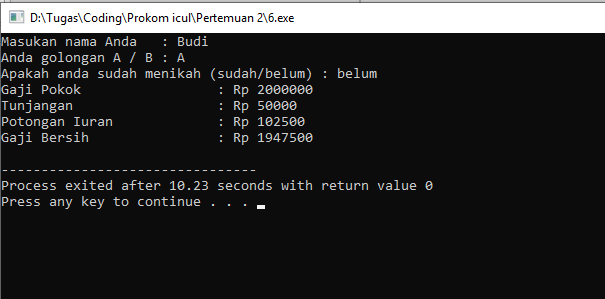 D:\Tugas\Coding\Prokom icul\Pertemuan 2\6.exe
Masukan nama Anda   : Budi
Anda golongan A / B : A
Apakah anda sudah menikah (sudah/belum) : belum
Gaji Pokok                 : Rp 2000000
Tunjangan                  : Rp 50000
Potongan Iuran             : Rp 102500
Gaji Bersih                : Rp 1947500
--------------------------------
Process exited after 10.23 seconds with return value 0
Press any key to continue . . .